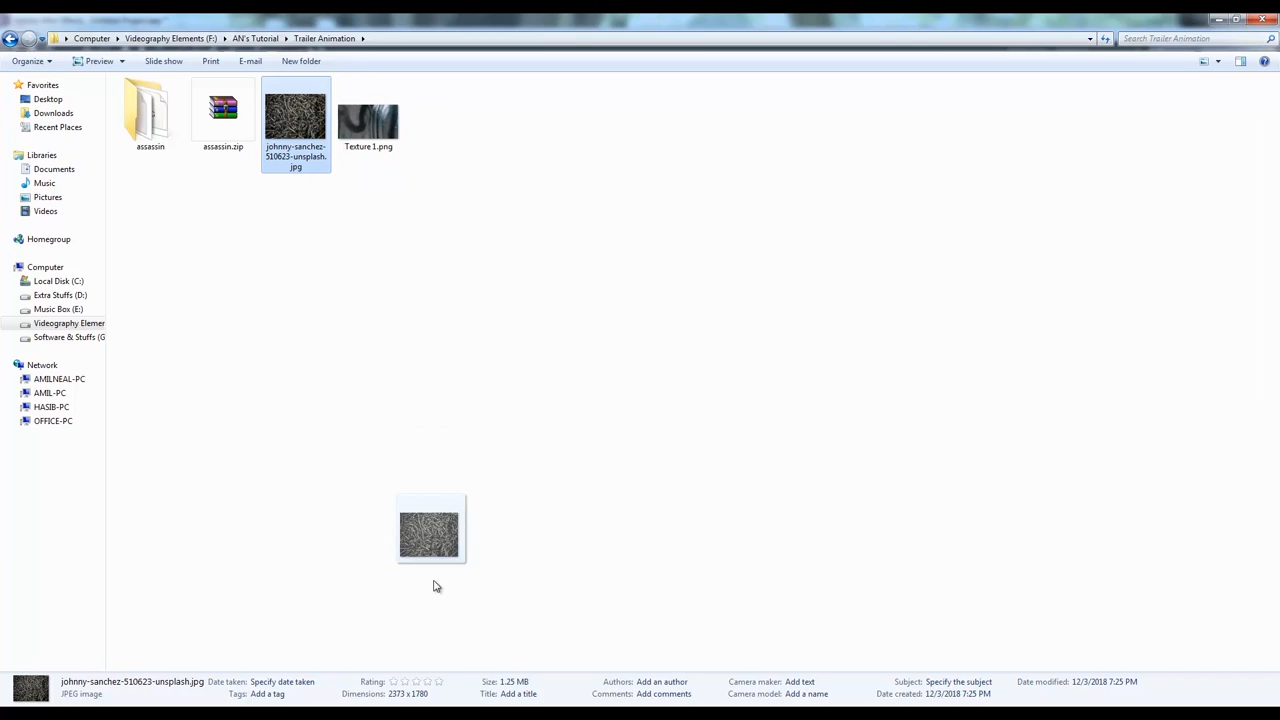 Computer Videography Elements (F:) AN's Tutorial Trailer Animation Search Trailer Animation
Organize Preview Slide show Print E-mail New folder
Favorites
Desktop
Downloads
Recent Places
Libraries
Documents
Music
Pictures
Videos
Homegroup
Computer
Local Disk (C:)
Extra Stuffs (D:)
Music Box (E:)
Videography Elemer
Software & Stuffs (G
Network
AMILNEAL-PC
AMIL-PC
HASIB-PC
OFFICE-PC
assassin
assassin.zip
johnny-sanchez-
510623-unsplash.
jpg
Texture 1.png
johnny-sanchez-510623-unsplash.jpg Date taken: Specify date taken Rating: Size: 1.25 MB Authors: Add an author Camera maker: Add text Subject: Specify the subject Date modified: 12/3/2018 7:25 PM
JPEG image Tags: Add a tag Dimensions: 2373 x 1780 Title: Add a title Comments: Add comments Camera model: Add a name Date created: 12/3/2018 7:25 PM